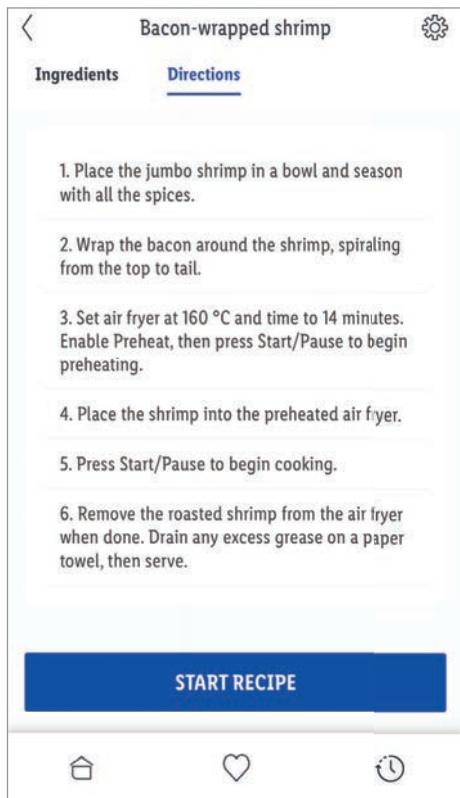 Bacon-wrapped shrimp
Ingredients
Directions
1. Place the jumbo shrimp in a bowl and season
with all the spices.
2. Wrap the bacon around the shrimp, spiraling
from the top to tail.
3. Set air fryer at 160 °C and time to 14 minutes.
Enable Preheat, then press Start/Pause to begin
preheating.
4. Place the shrimp into the preheated air fryer.
5. Press Start/Pause to begin cooking.
6. Remove the roasted shrimp from the air fryer
when done. Drain any excess grease on a paper
towel, then serve.
START RECIPE